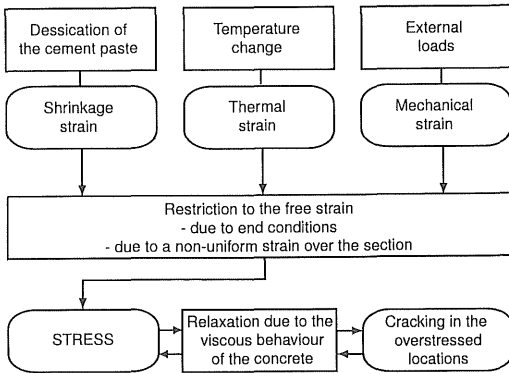 Dessication of
the cement paste
Temperature
change
External
loads
Shrinkage
strain
Thermal
strain
Mechanical
strain
Restriction to the free strain
- due to end conditions
- due to a non-uniform strain over the section
STRESS
Relaxation due to the
viscous behaviour
of the concrete
Cracking in the
overstressed
locations